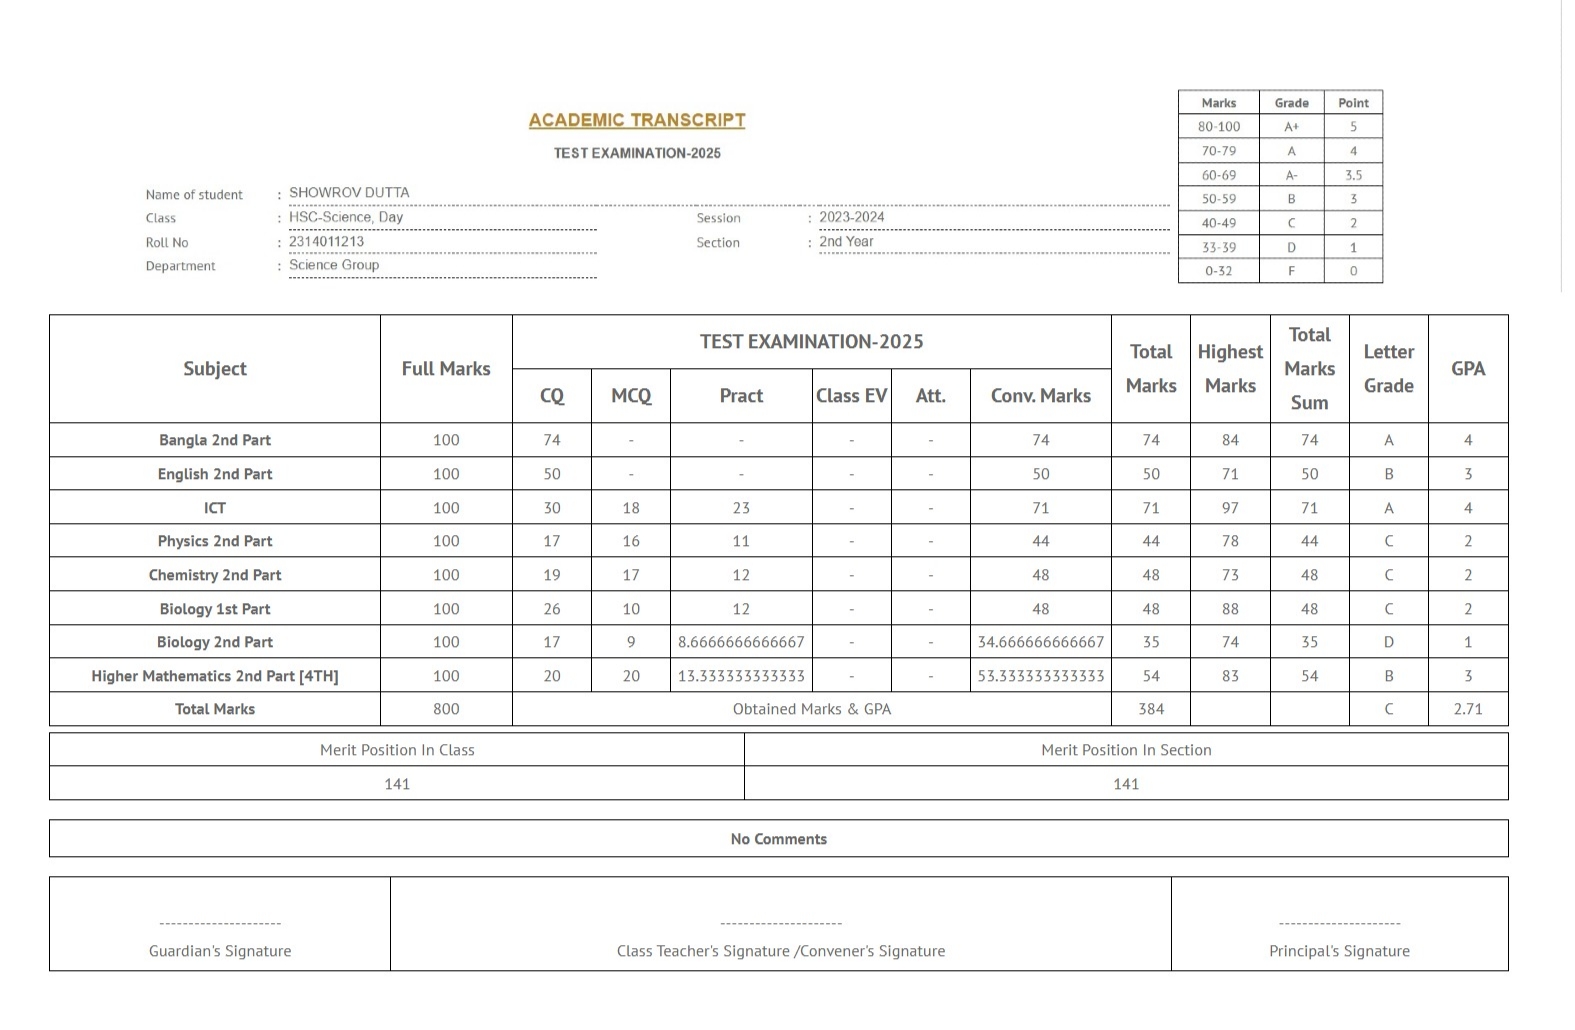 ACADEMIC TRANSCRIPT
TEST EXAMINATION-2025
Marks Grade Point
80-100 A+ 5
70-79 A 4
60-69 A- 3.5
50-59 B 3
40-49 C 2
33-39 D 1
0-32 F 0
Name of student : SHOWROV DUTTA
Class : HSC-Science, Day Session : 2023-2024
Roll No : 2314011213 Section : 2nd Year
Department : Science Group
Subject Full Marks TEST EXAMINATION-2025 Total Marks Highest Marks Total Marks Sum Letter Grade GPA
CQ MCQ Pract Class EV Att. Conv. Marks
Bangla 2nd Part 100 74 - - - - 74 74 84 74 A 4
English 2nd Part 100 50 - - - - 50 50 71 50 B 3
ICT 100 30 18 23 - - 71 71 97 71 A 4
Physics 2nd Part 100 17 16 11 - - 44 44 78 44 C 2
Chemistry 2nd Part 100 19 17 12 - - 48 48 73 48 C 2
Biology 1st Part 100 26 10 12 - - 48 48 88 48 C 2
Biology 2nd Part 100 17 9 8.6666666666667 - - 34.666666666667 35 74 35 D 1
Higher Mathematics 2nd Part [4TH] 100 20 20 13.333333333333 - - 53.333333333333 54 83 54 B 3
Total Marks 800 Obtained Marks & GPA 384 C 2.71
Merit Position In Class Merit Position In Section
141 141
No Comments
Guardian's Signature Class Teacher's Signature /Convener's Signature Principal's Signature